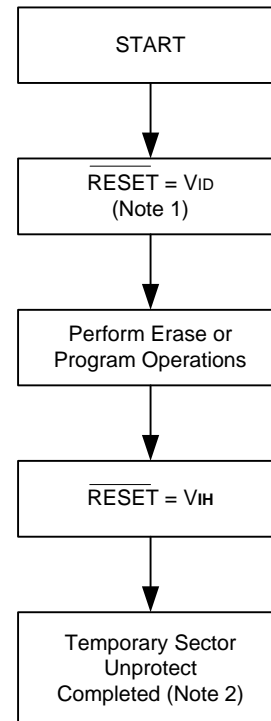 START
RESET = VID
(Note 1)
Perform Erase or
Program Operations
RESET = VIH
Temporary Sector
Unprotect
Completed (Note 2)